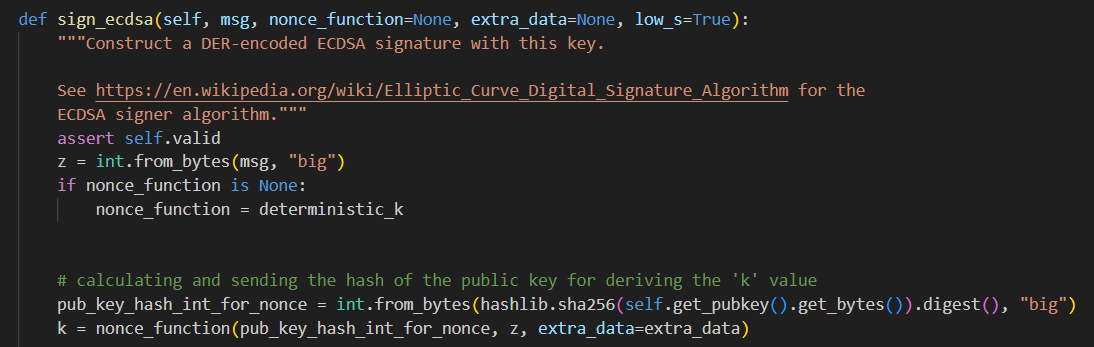 def sign_ecdsa(self, msg, nonce_function=None, extra_data=None, low_s=True):
"""Construct a DER-encoded ECDSA signature with this key.
See https://en.wikipedia.org/wiki/Elliptic_Curve_Digital_Signature_Algorithm for the
ECDSA signer algorithm."""
assert self.valid
z = int.from_bytes(msg, "big")
if nonce_function is None:
nonce_function = deterministic_k
# calculating and sending the hash of the public key for deriving the 'k' value
pub_key_hash_int_for_nonce = int.from_bytes(hashlib.sha256(self.get_pubkey().get_bytes()).digest(), "big")
k = nonce_function(pub_key_hash_int_for_nonce, z, extra_data=extra_data)